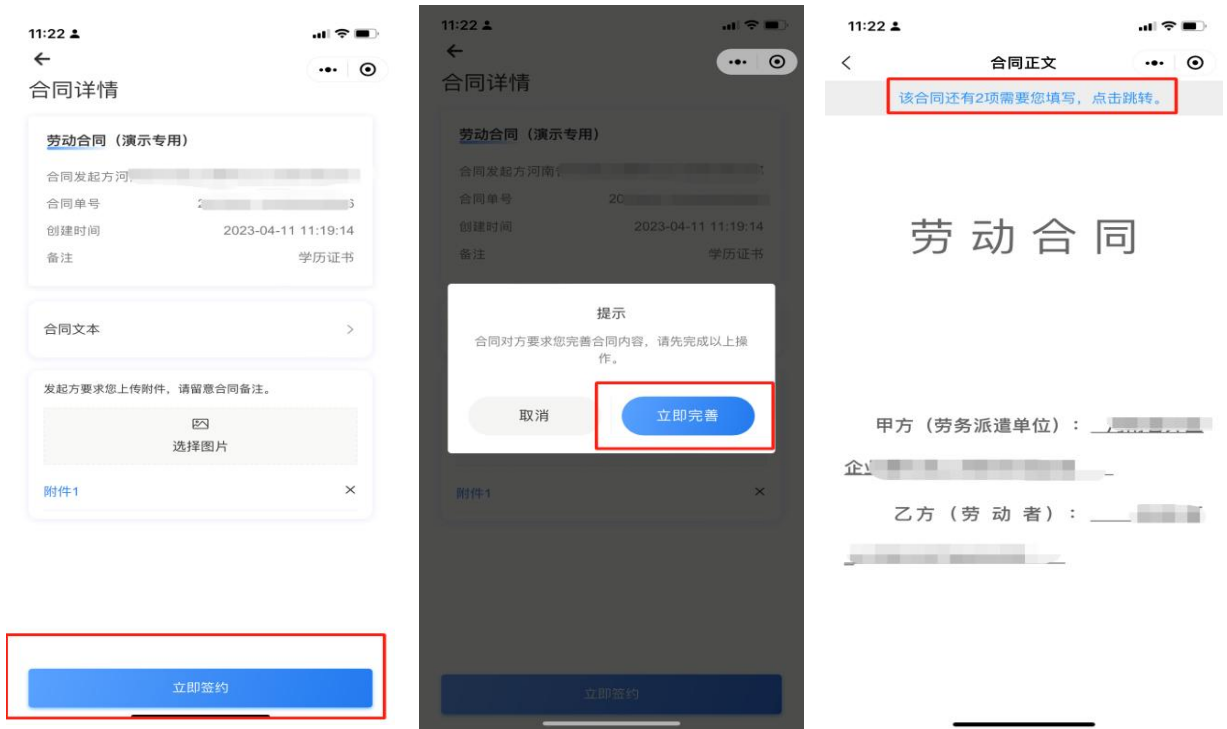 11:22
合同详情
劳动合同（演示专用）
合同发起方河
合同单号
创建时间 2023-04-11 11:19:14
备注 学历证书
合同文本
发起方要求您上传附件，请留意合同备注。
选择图片
附件1
立即签约
11:22
合同详情
劳动合同（演示专用）
合同发起方河南
合同单号 20
创建时间 2023-04-11 11:19:14
备注 学历证书
提示
合同对方要求您完善合同内容，请先完成以上操
作。
取消 立即完善
附件1
立即签约
11:22
合同正文
该合同还有2项需要您填写，点击跳转。
劳动合同
甲方（劳务派遣单位）：
企业
乙方（劳动者）：